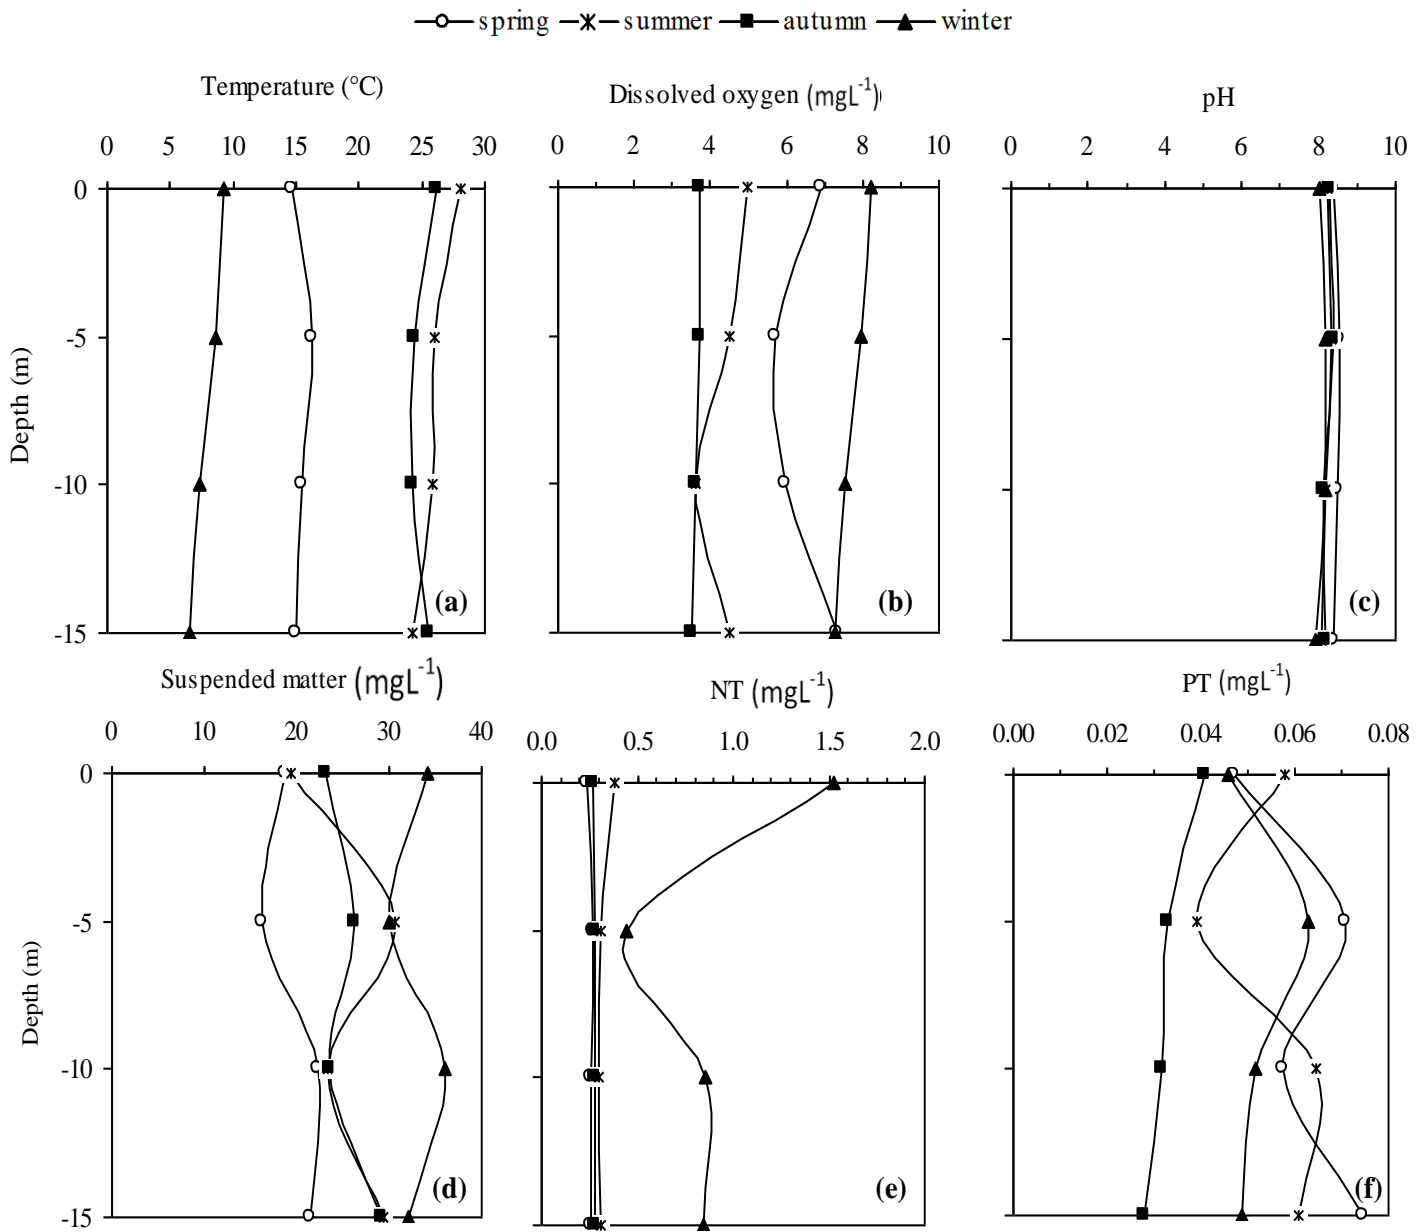 spring summer autumn winter
Temperature (°C)
Dissolved oxygen (mgL-1)
pH
0 5 10 15 20 25 30
0 2 4 6 8 10
0 2 4 6 8 10
0
-5
-10
-15
Depth (m)
(a)
(b)
(c)
Suspended matter (mgL-1)
NT (mgL-1)
PT (mgL-1)
0 10 20 30 40
0.0 0.5 1.0 1.5 2.0
0.00 0.02 0.04 0.06 0.08
0
-5
-10
-15
Depth (m)
(d)
(e)
(f)